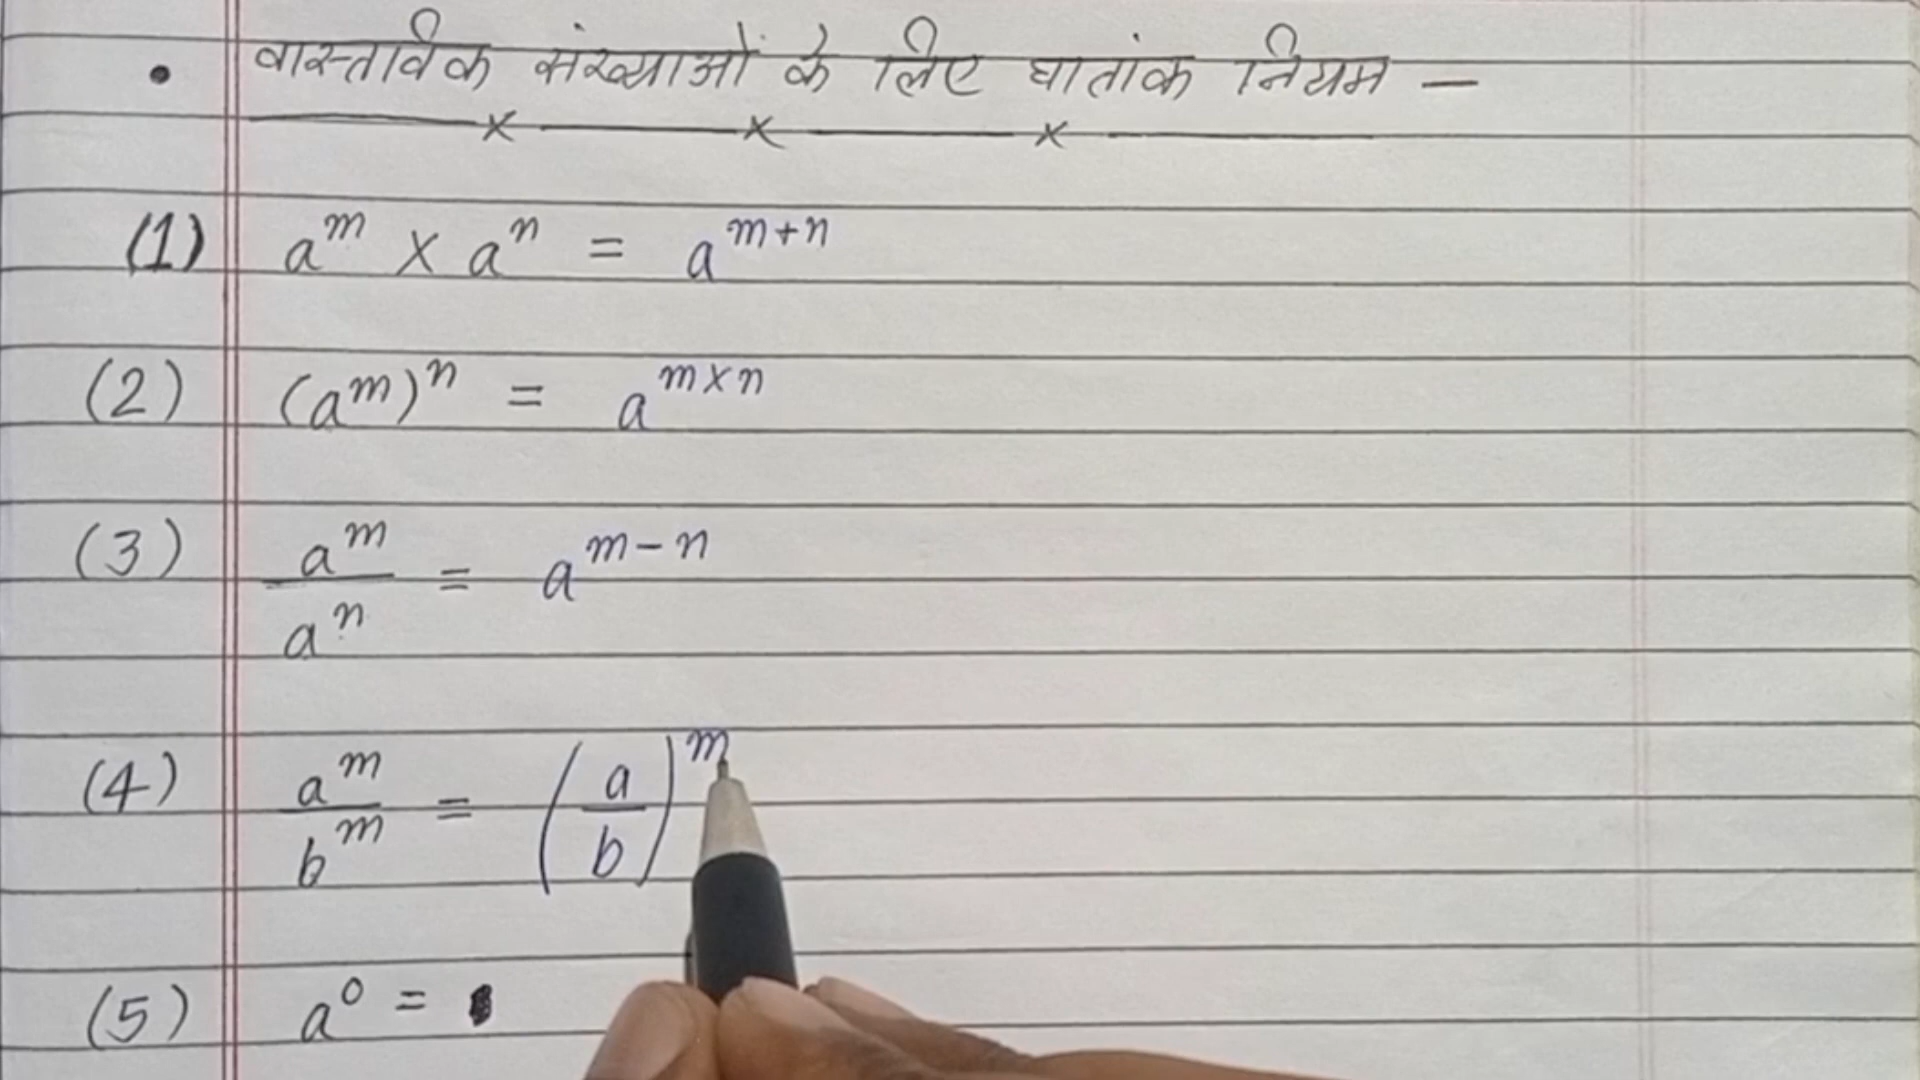 • वास्तविक संख्याओं के लिए घातांक नियम –
(1) a^m × a^n = a^{m+n}
(2) (a^m)^n = a^{m×n}
(3) a^m / a^n = a^{m-n}
(4) a^m / b^m = (a/b)^m
(5) a^0 =